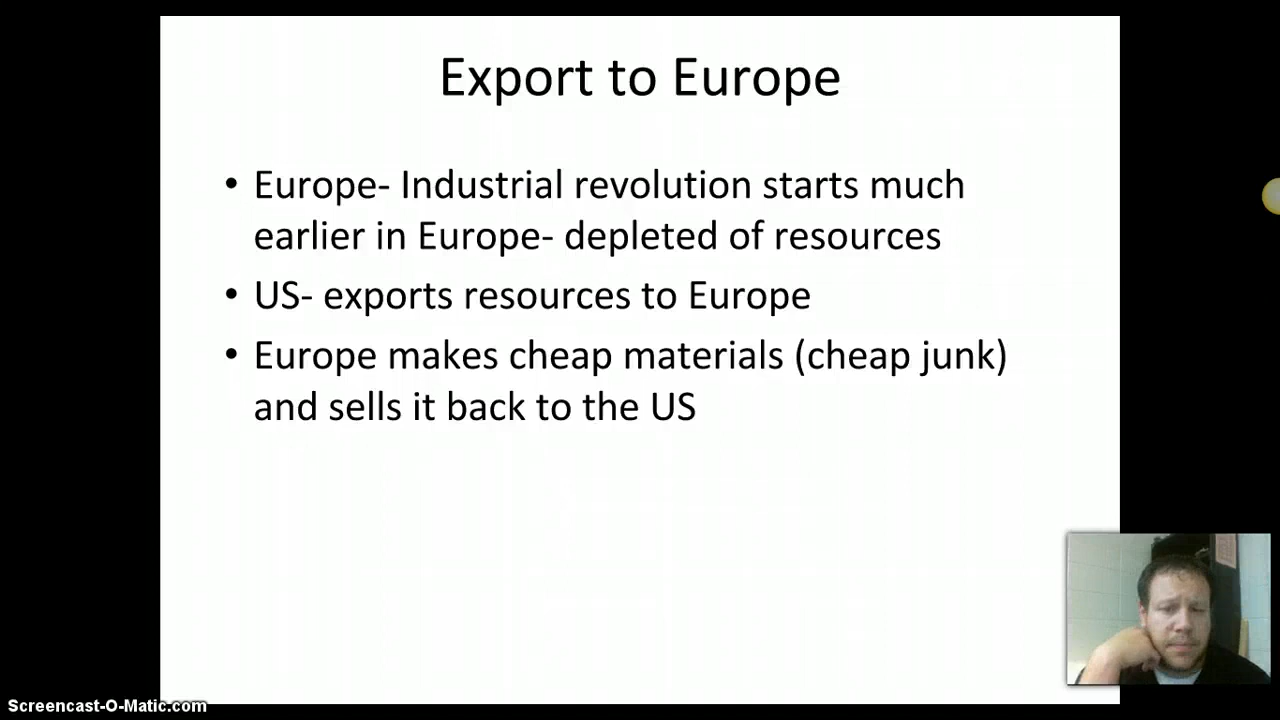 Export to Europe
• Europe- Industrial revolution starts much
earlier in Europe- depleted of resources
• US- exports resources to Europe
• Europe makes cheap materials (cheap junk)
and sells it back to the US
Screencast-O-Matic.com